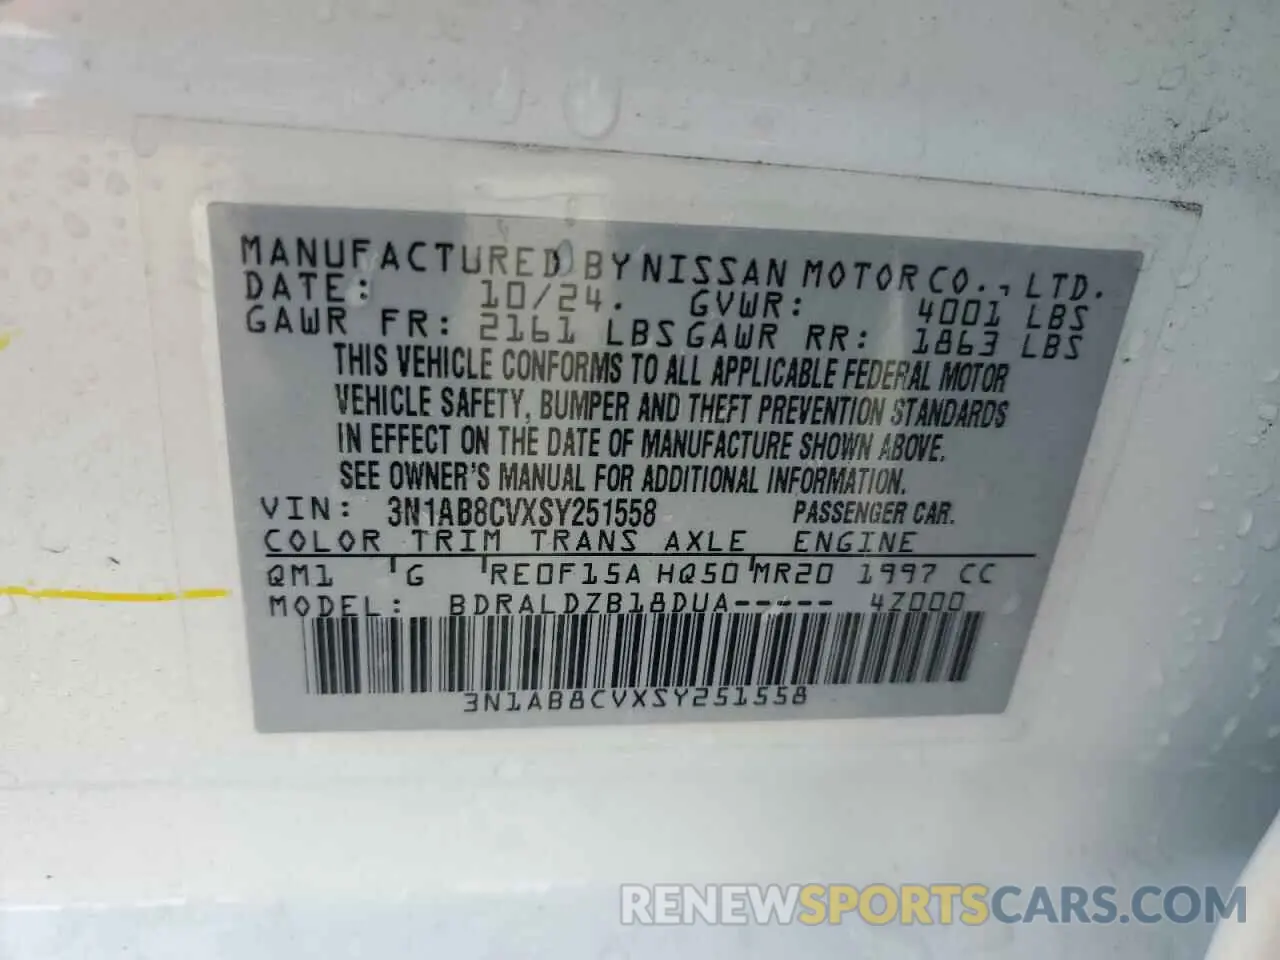 MANUFACTURED BY NISSAN MOTOR CO., LTD.
DATE: 10/24. GVWR: 4001 LBS
GAWR FR: 2161 LBS GAWR RR: 1863 LBS
THIS VEHICLE CONFORMS TO ALL APPLICABLE FEDERAL MOTOR
VEHICLE SAFETY, BUMPER AND THEFT PREVENTION STANDARDS
IN EFFECT ON THE DATE OF MANUFACTURE SHOWN ABOVE.
SEE OWNER'S MANUAL FOR ADDITIONAL INFORMATION.
VIN: 3N1AB8CVXSY251558 PASSENGER CAR.
COLOR TRIM TRANS AXLE ENGINE
QM1 G RE0F15A HQ50 MR20 1997 CC
MODEL: BDRALDZB18DUA----- 4Z000
3N1AB8CVXSY251558
RENEWSPORTSCARS.COM